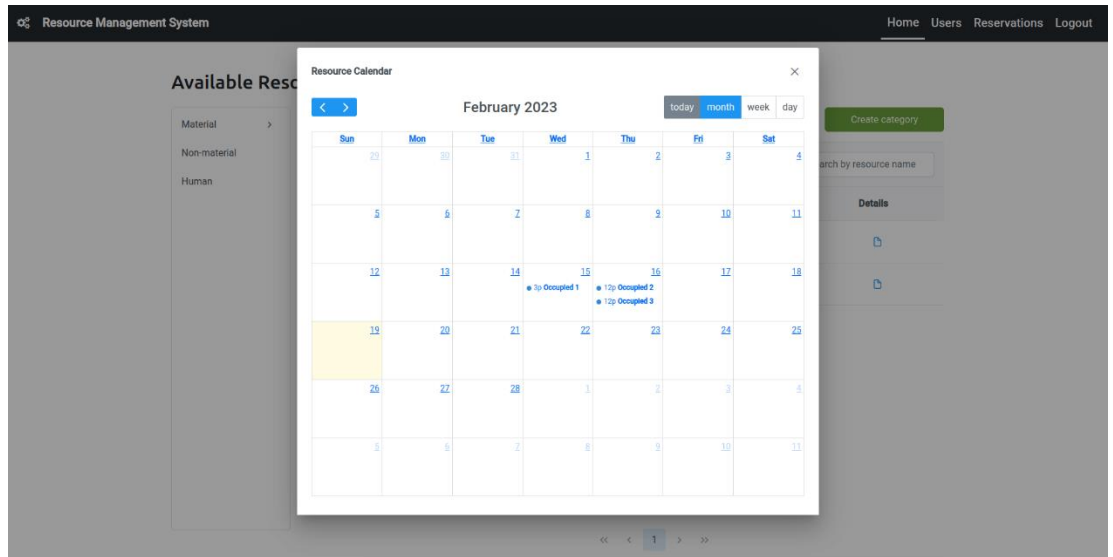 Resource Management System Home Users Reservations Logout
Available Reso
Material
Non-material
Human
Create category
arch by resource name
Details
Resource Calendar
February 2023
today month week day
Sun Mon Tue Wed Thu Fri Sat
29 30 31 1 2 3 4
5 6 7 8 9 10 11
12 13 14 15 16 17 18
3p Occupied 1 12p Occupied 2
12p Occupied 3
19 20 21 22 23 24 25
26 27 28 1 2 3 4
5 6 7 8 9 10 11
1